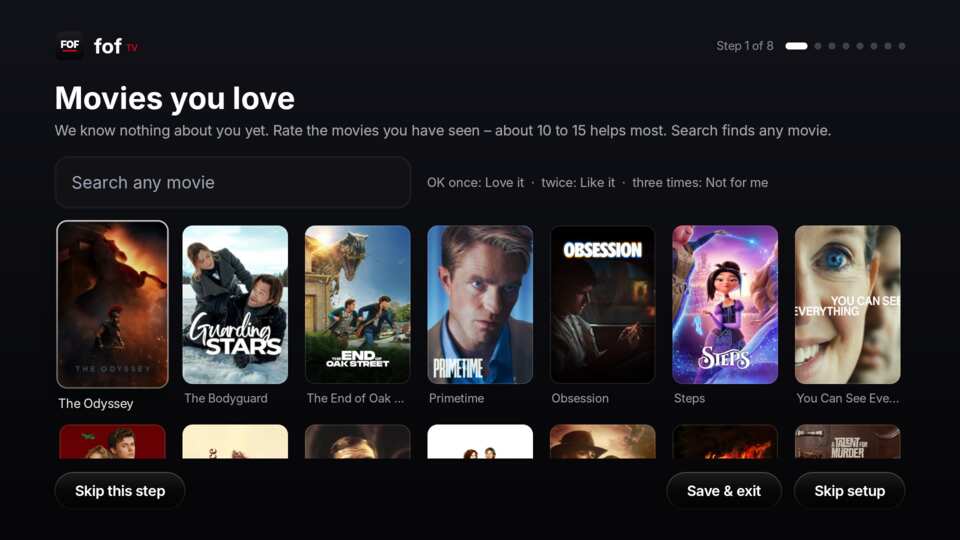 FOF
fof TV
Step 1 of 8
Movies you love
We know nothing about you yet. Rate the movies you have seen – about 10 to 15 helps most. Search finds any movie.
Search any movie
OK once: Love it · twice: Like it · three times: Not for me
THE ODYSSEY
Guarding
STARS
THE END OF
OAK STREET
PRIMETIME
OBSESSION
STEPS
YOU CAN SEE
EVERYTHING
The Odyssey
The Bodyguard
The End of Oak ...
Primetime
Obsession
Steps
You Can See Eve...
A TALENT
FOR
MURDER
Skip this step
Save & exit
Skip setup